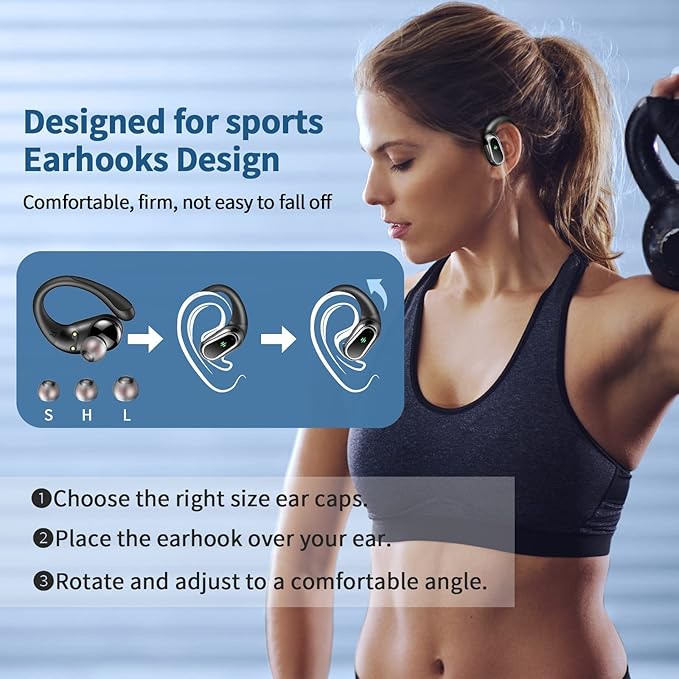 Designed for sports
Earhooks Design
Comfortable, firm, not easy to fall off
S H L
❶Choose the right size ear caps.
❷Place the earhook over your ear.
❸Rotate and adjust to a comfortable angle.